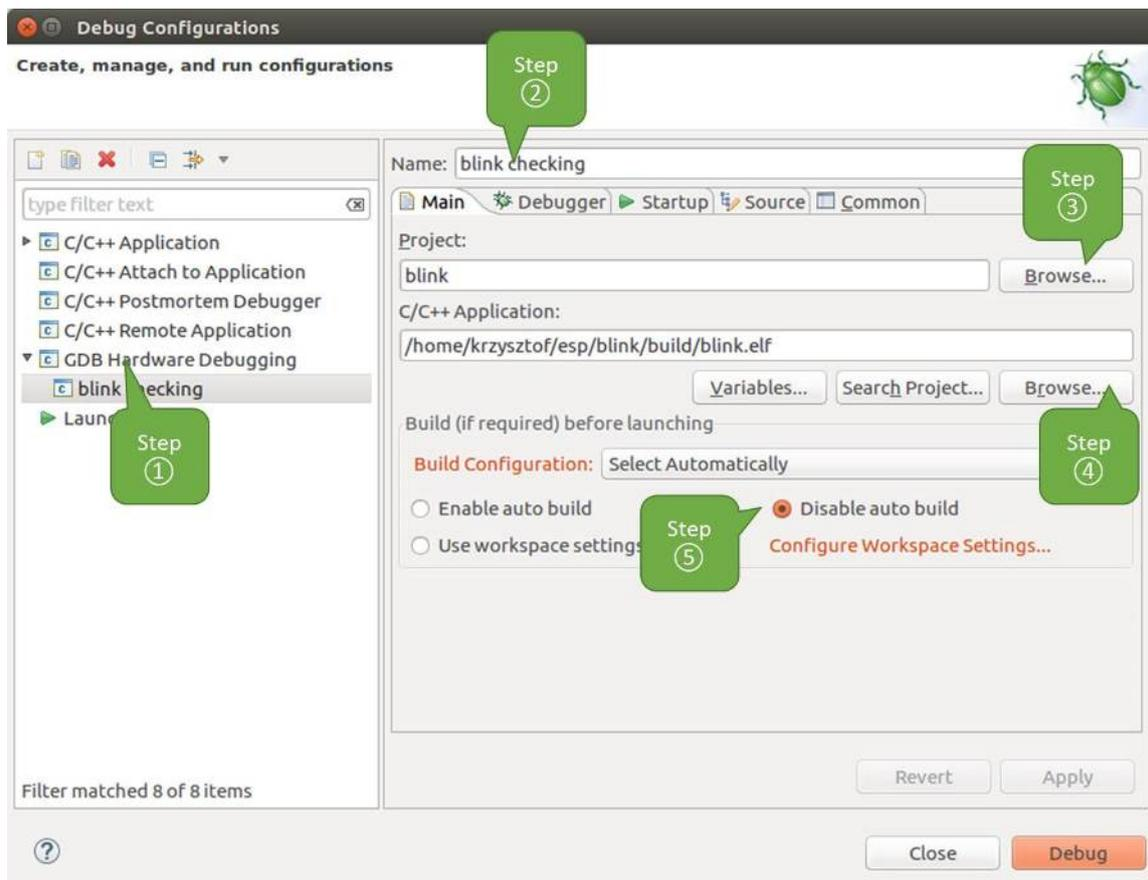 Debug Configurations
Create, manage, and run configurations
Step
②
type filter text
C/C++ Application
C/C++ Attach to Application
C/C++ Postmortem Debugger
C/C++ Remote Application
GDB Hardware Debugging
blink checking
Step
①
Filter matched 8 of 8 items
Name: blink checking
Main Debugger Startup Source Common
Step
③
Project:
blink Browse...
C/C++ Application:
/home/krzysztof/esp/blink/build/blink.elf
Variables... Search Project... Browse...
Step
④
Build (if required) before launching
Build Configuration: Select Automatically
Enable auto build Disable auto build
Step
⑤
Use workspace settings Configure Workspace Settings...
Revert Apply
Close Debug